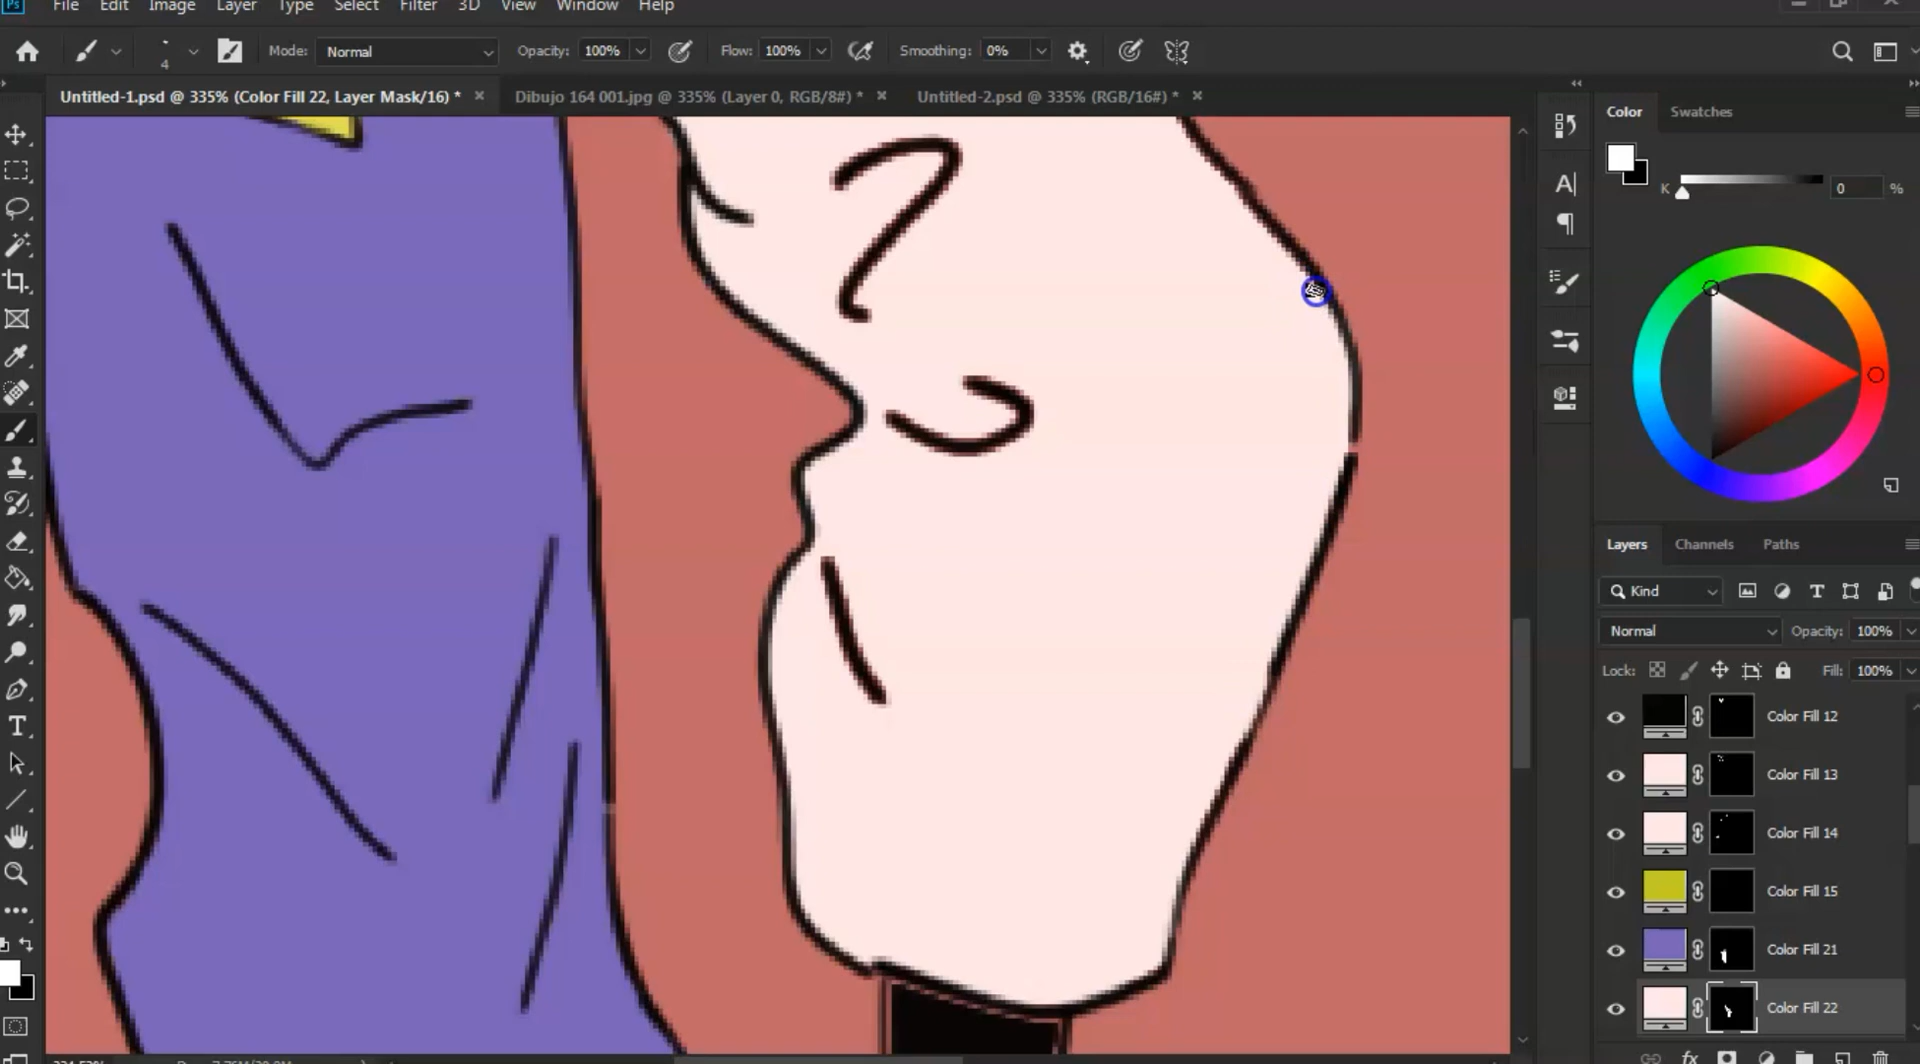 Ps File Edit Image Layer Type Select Filter 3D View Window Help
4 Mode: Normal Opacity: 100% Flow: 100% Smoothing: 0%
Untitled-1.psd @ 335% (Color Fill 22, Layer Mask/16) * × Dibujo 164 001.jpg @ 335% (Layer 0, RGB/8#) * × Untitled-2.psd @ 335% (RGB/16#) * ×
Color Swatches
K 0 %
Layers Channels Paths
Kind
Normal Opacity: 100%
Lock: Fill: 100%
Color Fill 12
Color Fill 13
Color Fill 14
Color Fill 15
Color Fill 21
Color Fill 22